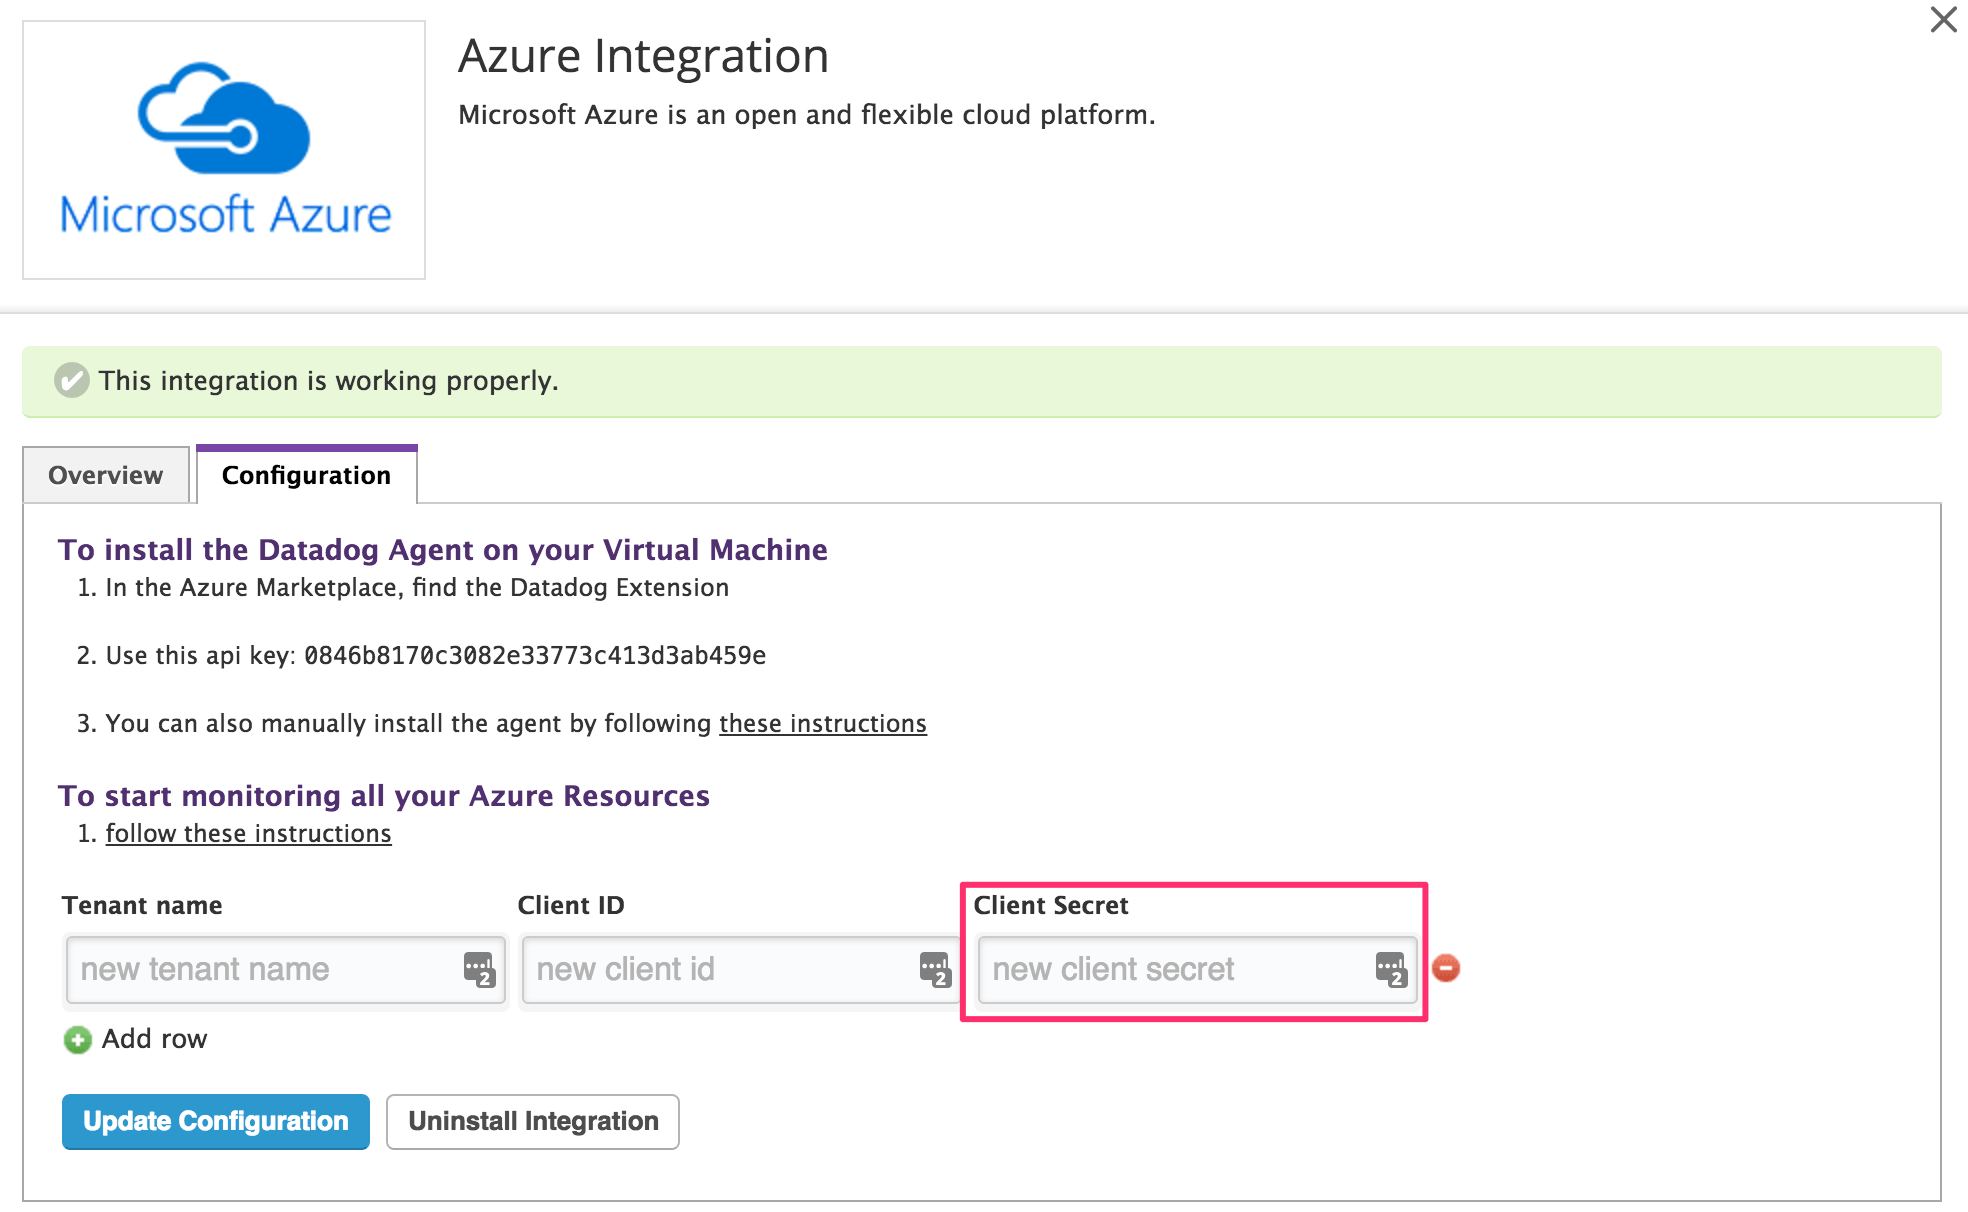 Microsoft Azure
Azure Integration
Microsoft Azure is an open and flexible cloud platform.
This integration is working properly.
Overview
Configuration
To install the Datadog Agent on your Virtual Machine
1. In the Azure Marketplace, find the Datadog Extension
2. Use this api key: 0846b8170c3082e33773c413d3ab459e
3. You can also manually install the agent by following these instructions
To start monitoring all your Azure Resources
1. follow these instructions
Tenant name
Client ID
Client Secret
new tenant name
2
new client id
2
new client secret
2
Add row
Update Configuration
Uninstall Integration